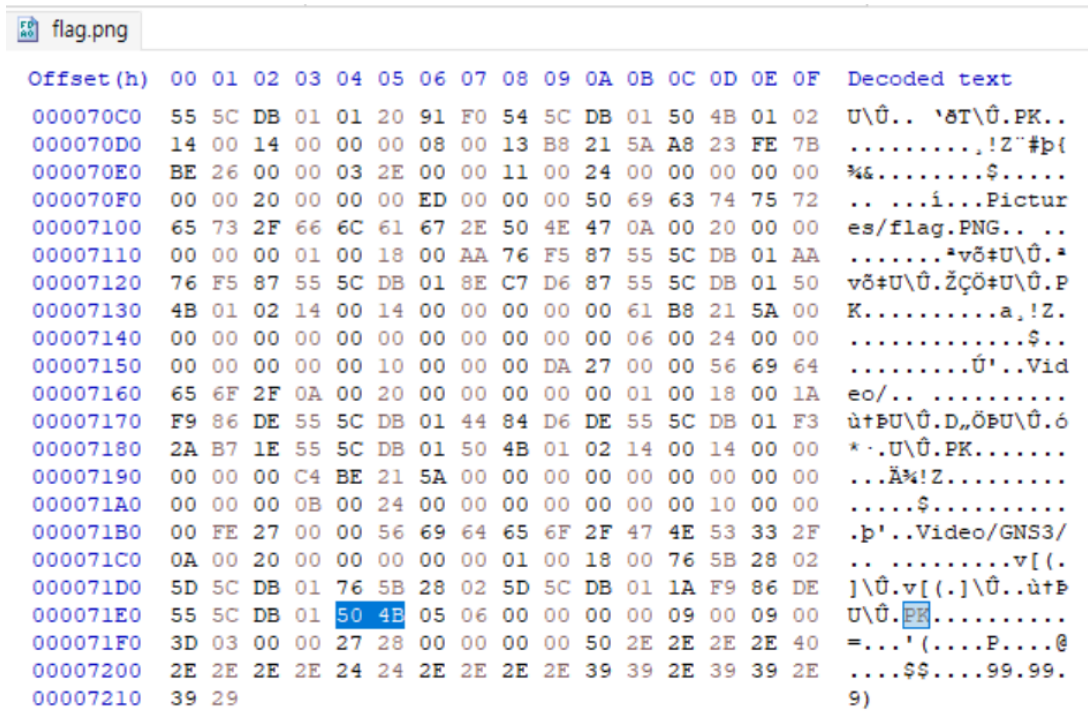 flag.png
Offset(h) 00 01 02 03 04 05 06 07 08 09 0A 0B 0C 0D 0E 0F Decoded text
000070C0 55 5C DB 01 01 20 91 F0 54 5C DB 01 50 4B 01 02 U\Û.. ‘ðT\Û.PK..
000070D0 14 00 14 00 00 00 08 00 13 B8 21 5A A8 23 FE 7B .........¸!Z¨#þ{
000070E0 BE 26 00 00 03 2E 00 00 11 00 24 00 00 00 00 00 ¾&........$.....
000070F0 00 00 20 00 00 00 ED 00 00 00 50 69 63 74 75 72 .. ...í...Pictur
00007100 65 73 2F 66 6C 61 67 2E 50 4E 47 0A 00 20 00 00 es/flag.PNG.. ..
00007110 00 00 00 01 00 18 00 AA 76 F5 87 55 5C DB 01 AA .......ªvõ‡U\Û.ª
00007120 76 F5 87 55 5C DB 01 8E C7 D6 87 55 5C DB 01 50 võ‡U\Û.ŽÇÖ‡U\Û.P
00007130 4B 01 02 14 00 14 00 00 00 00 00 61 B8 21 5A 00 K..........a¸!Z.
00007140 00 00 00 00 00 00 00 00 00 00 00 06 00 24 00 00 .............$..
00007150 00 00 00 00 00 10 00 00 00 DA 27 00 00 56 69 64 .........Ú'..Vid
00007160 65 6F 2F 0A 00 20 00 00 00 00 00 01 00 18 00 1A eo/.. ..........
00007170 F9 86 DE 55 5C DB 01 44 84 D6 DE 55 5C DB 01 F3 ù†ÞU\Û.D„ÖÞU\Û.ó
00007180 2A B7 1E 55 5C DB 01 50 4B 01 02 14 00 14 00 00 *·.U\Û.PK.......
00007190 00 00 00 C4 BE 21 5A 00 00 00 00 00 00 00 00 00 ...Ä¾!Z.........
000071A0 00 00 00 0B 00 24 00 00 00 00 00 00 00 10 00 00 .....$..........
000071B0 00 FE 27 00 00 56 69 64 65 6F 2F 47 4E 53 33 2F .þ'..Video/GNS3/
000071C0 0A 00 20 00 00 00 00 00 01 00 18 00 76 5B 28 02 .. .........v[(.
000071D0 5D 5C DB 01 76 5B 28 02 5D 5C DB 01 1A F9 86 DE ]\Û.v[(.]\Û..ù†Þ
000071E0 55 5C DB 01 50 4B 05 06 00 00 00 00 09 00 09 00 U\Û.PK..........
000071F0 3D 03 00 00 27 28 00 00 00 00 50 2E 2E 2E 2E 40 =...'(....P....@
00007200 2E 2E 2E 2E 24 24 2E 2E 2E 2E 39 39 2E 39 39 2E ....$$....99.99.
00007210 39 29 9)